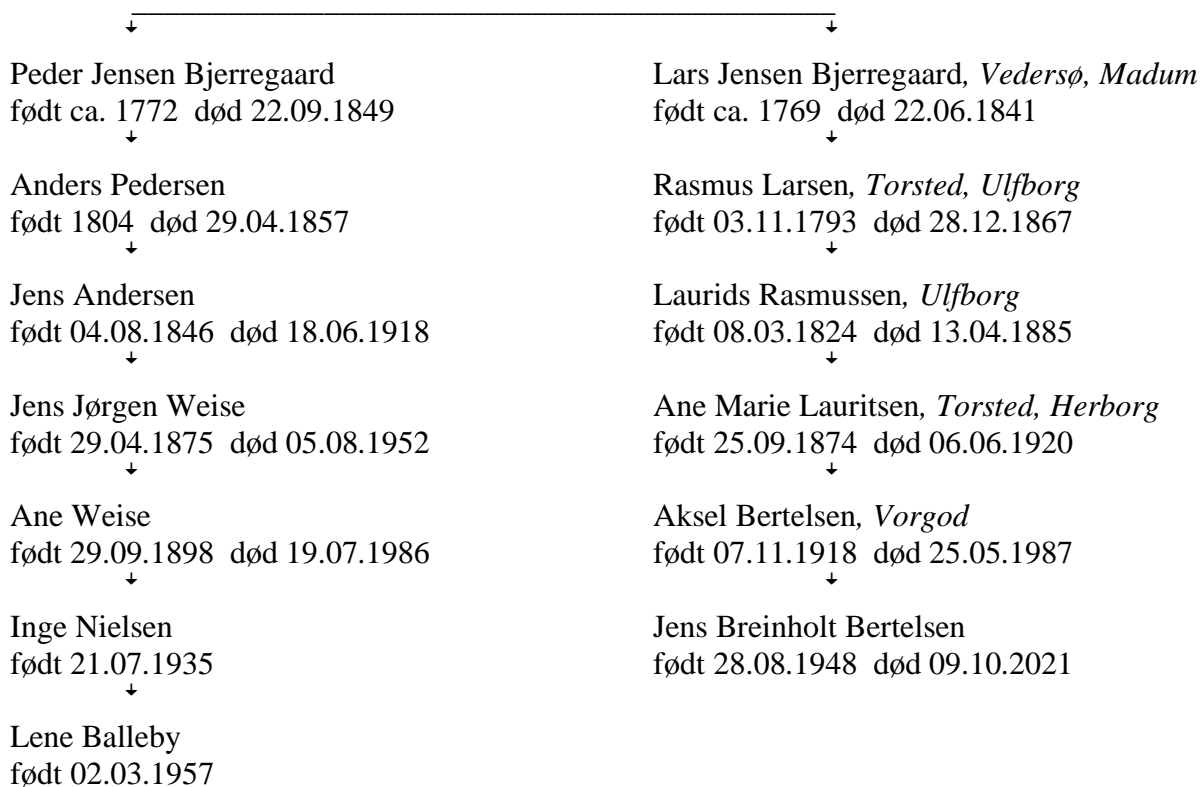 Peder Jensen Bjerregaard
født ca. 1772 død 22.09.1849
Anders Pedersen
født 1804 død 29.04.1857
Jens Andersen
født 04.08.1846 død 18.06.1918
Jens Jørgen Weise
født 29.04.1875 død 05.08.1952
Ane Weise
født 29.09.1898 død 19.07.1986
Inge Nielsen
født 21.07.1935
Lene Balleby
født 02.03.1957
Lars Jensen Bjerregaard, Vedersø, Madum
født ca. 1769 død 22.06.1841
Rasmus Larsen, Torsted, Ulfborg
født 03.11.1793 død 28.12.1867
Laurids Rasmussen, Ulfborg
født 08.03.1824 død 13.04.1885
Ane Marie Lauritsen, Torsted, Herborg
født 25.09.1874 død 06.06.1920
Aksel Bertelsen, Vorgod
født 07.11.1918 død 25.05.1987
Jens Breinholt Bertelsen
født 28.08.1948 død 09.10.2021